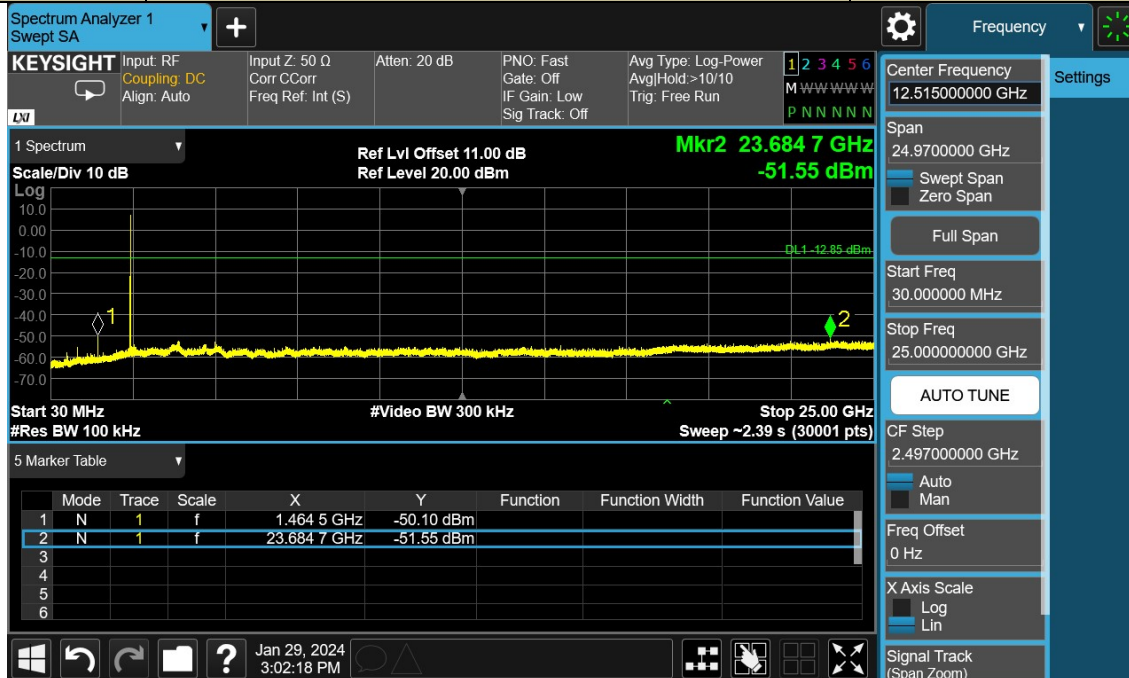 Spectrum Analyzer 1
Swept SA
Frequency
KEYSIGHT
LXI
Input: RF
Coupling: DC
Align: Auto
Input Z: 50 Ω
Corr CCorr
Freq Ref: Int (S)
Atten: 20 dB
PNO: Fast
Gate: Off
IF Gain: Low
Sig Track: Off
Avg Type: Log-Power
Avg|Hold:>10/10
Trig: Free Run
1 2 3 4 5 6
M W W W W W
P N N N N N
1 Spectrum
Scale/Div 10 dB
Ref Lvl Offset 11.00 dB
Ref Level 20.00 dBm
Mkr2 23.684 7 GHz
-51.55 dBm
Log
10.0
0.00
-10.0
-20.0
-30.0
-40.0
-50.0
-60.0
-70.0
DL1 -12.85 dBm
1
2
Start 30 MHz
#Video BW 300 kHz
Stop 25.00 GHz
#Res BW 100 kHz
Sweep ~2.39 s (30001 pts)
5 Marker Table
Mode Trace Scale X Y Function Function Width Function Value
1 N 1 f 1.464 5 GHz -50.10 dBm
2 N 1 f 23.684 7 GHz -51.55 dBm
3
4
5
6
?
Jan 29, 2024
3:02:18 PM
Center Frequency
12.515000000 GHz
Settings
Span
24.9700000 GHz
Swept Span
Zero Span
Full Span
Start Freq
30.000000 MHz
Stop Freq
25.000000000 GHz
AUTO TUNE
CF Step
2.497000000 GHz
Auto
Man
Freq Offset
0 Hz
X Axis Scale
Log
Lin
Signal Track
(Span Zoom)